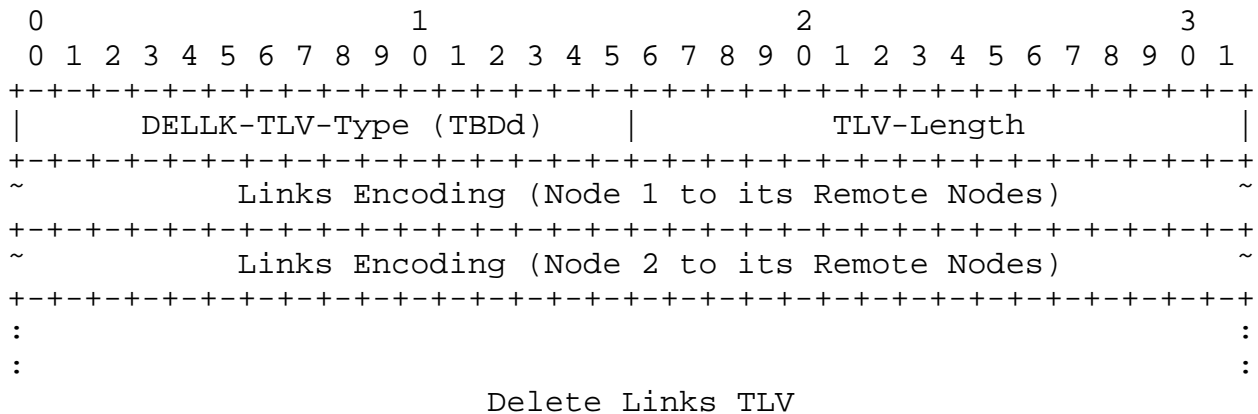 0                   1                   2                   3
 0 1 2 3 4 5 6 7 8 9 0 1 2 3 4 5 6 7 8 9 0 1 2 3 4 5 6 7 8 9 0 1
+-+-+-+-+-+-+-+-+-+-+-+-+-+-+-+-+-+-+-+-+-+-+-+-+-+-+-+-+-+-+-+-+
|      DELLK-TLV-Type (TBDd)    |          TLV-Length           |
+-+-+-+-+-+-+-+-+-+-+-+-+-+-+-+-+-+-+-+-+-+-+-+-+-+-+-+-+-+-+-+-+
~           Links Encoding (Node 1 to its Remote Nodes)         ~
+-+-+-+-+-+-+-+-+-+-+-+-+-+-+-+-+-+-+-+-+-+-+-+-+-+-+-+-+-+-+-+-+
~           Links Encoding (Node 2 to its Remote Nodes)         ~
+-+-+-+-+-+-+-+-+-+-+-+-+-+-+-+-+-+-+-+-+-+-+-+-+-+-+-+-+-+-+-+-+
:                                                               :
:                                                               :
                        Delete Links TLV